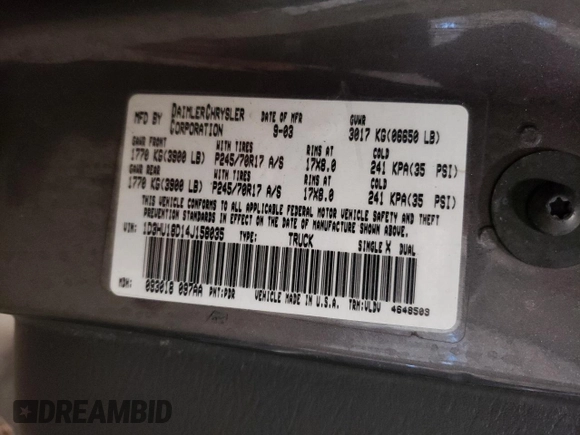 MFD BY DAIMLERCHRYSLER CORPORATION DATE OF MFR 9-03 GVWR 3017 KG(06650 LB)
GAWR FRONT WITH TIRES RIMS AT COLD
1770 KG(3900 LB) P245/70R17 A/S 17X8.0 241 KPA(35 PSI)
GAWR REAR WITH TIRES RIMS AT COLD
1770 KG(3900 LB) P245/70R17 A/S 17X8.0 241 KPA(35 PSI)
THIS VEHICLE CONFORMS TO ALL APPLICABLE FEDERAL MOTOR VEHICLE SAFETY AND THEFT
PREVENTION STANDARDS IN EFFECT ON THE DATE OF MANUFACTURE SHOWN ABOVE.
VIN: 1D3HU18D14J158035 TYPE: TRUCK SINGLE X DUAL
MDH: 093018 097AA PNT:PDR VEHICLE MADE IN U.S.A. TRM:VLDV 4648503
DREAMBID